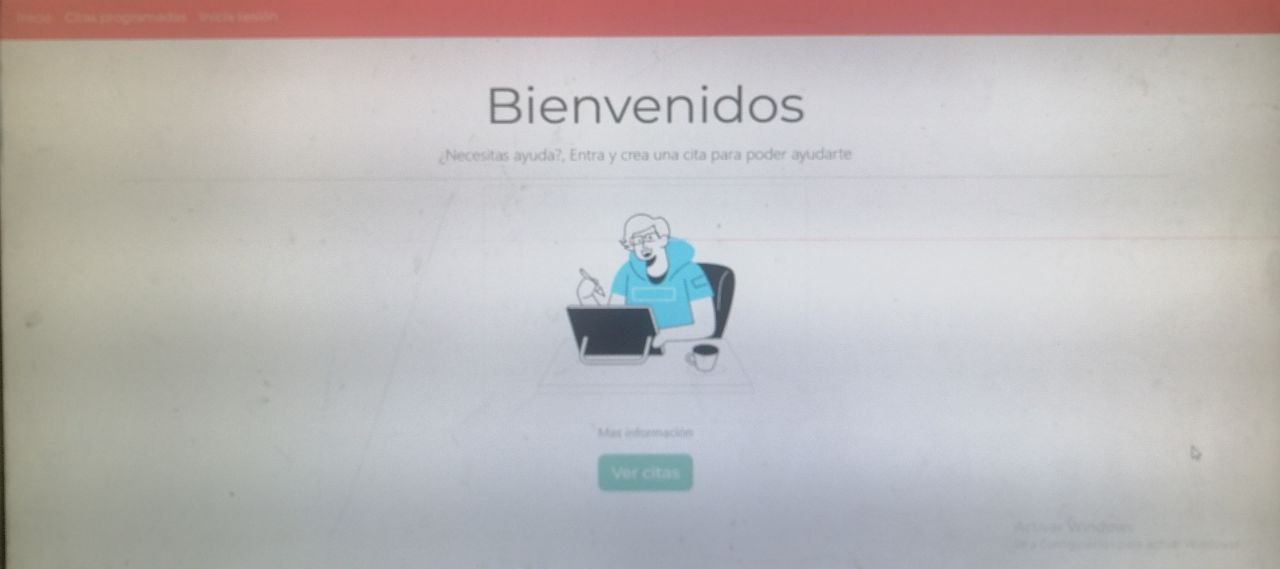 Inicio Citas programadas Inicia sesión
Bienvenidos
¿Necesitas ayuda?, Entra y crea una cita para poder ayudarte
Mas información
Ver citas
Activar Windows
Ve a Configuración para activar Windows.